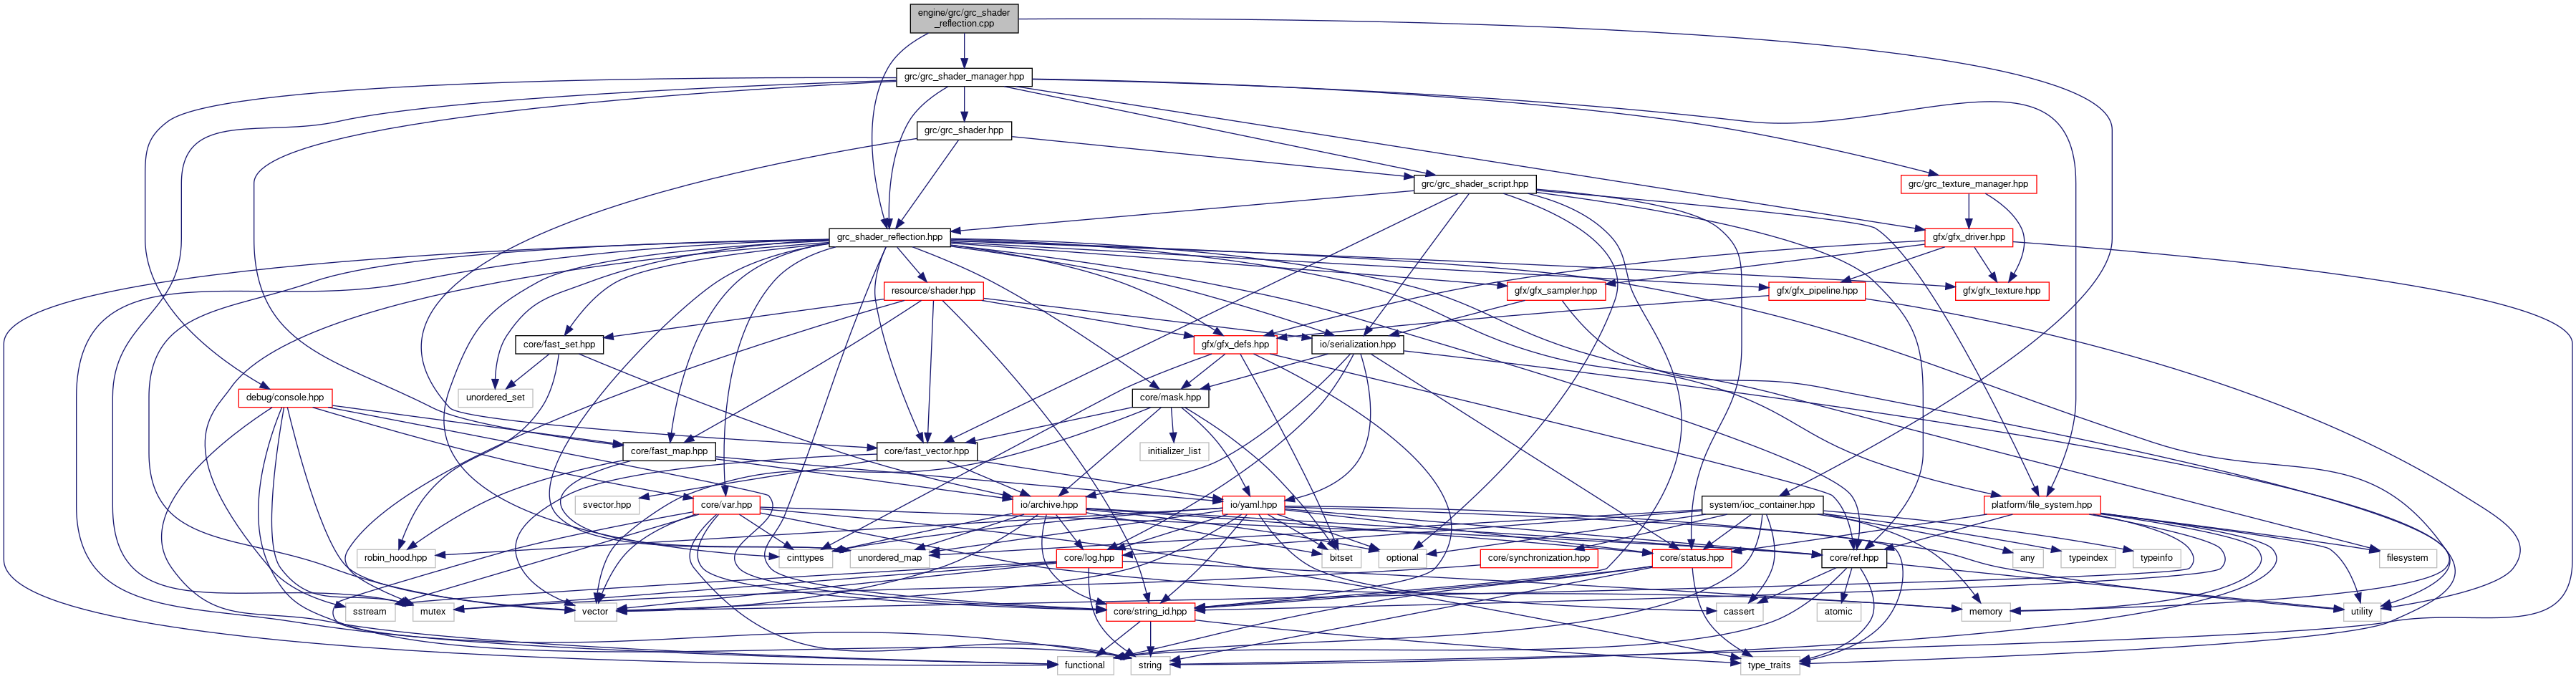 engine/grc/grc_shader
_reflection.cpp
grc/grc_shader_manager.hpp
grc/grc_shader.hpp
grc/grc_shader_script.hpp
grc/grc_texture_manager.hpp
grc_shader_reflection.hpp
gfx/gfx_driver.hpp
resource/shader.hpp
gfx/gfx_sampler.hpp
gfx/gfx_pipeline.hpp
gfx/gfx_texture.hpp
core/fast_set.hpp
gfx/gfx_defs.hpp
io/serialization.hpp
debug/console.hpp
unordered_set
core/mask.hpp
core/fast_map.hpp
core/fast_vector.hpp
initializer_list
svector.hpp
core/var.hpp
io/archive.hpp
io/yaml.hpp
system/ioc_container.hpp
platform/file_system.hpp
robin_hood.hpp
cinttypes
unordered_map
core/log.hpp
bitset
optional
core/synchronization.hpp
core/status.hpp
core/ref.hpp
any
typeindex
typeinfo
filesystem
sstream
mutex
vector
core/string_id.hpp
cassert
atomic
memory
utility
functional
string
type_traits